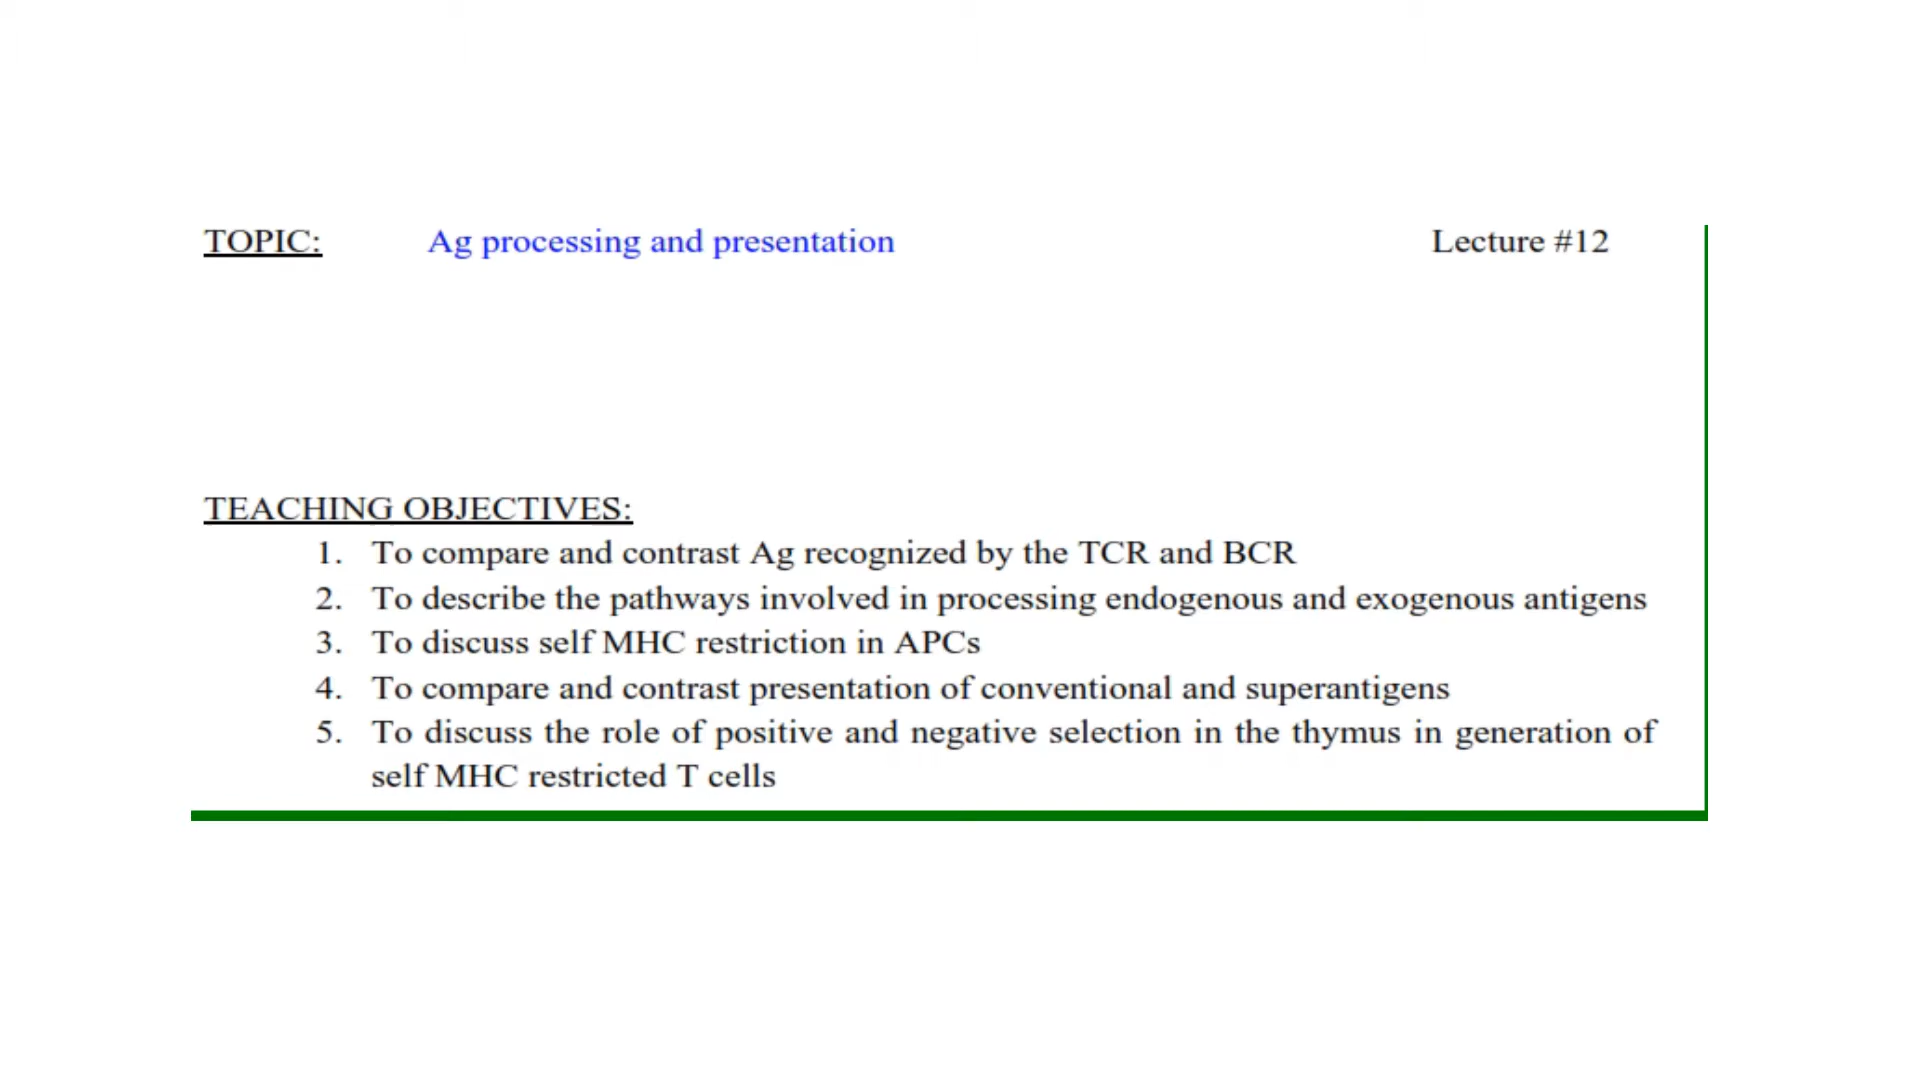 TOPIC: Ag processing and presentation Lecture #12
TEACHING OBJECTIVES:
1. To compare and contrast Ag recognized by the TCR and BCR
2. To describe the pathways involved in processing endogenous and exogenous antigens
3. To discuss self MHC restriction in APCs
4. To compare and contrast presentation of conventional and superantigens
5. To discuss the role of positive and negative selection in the thymus in generation of
self MHC restricted T cells